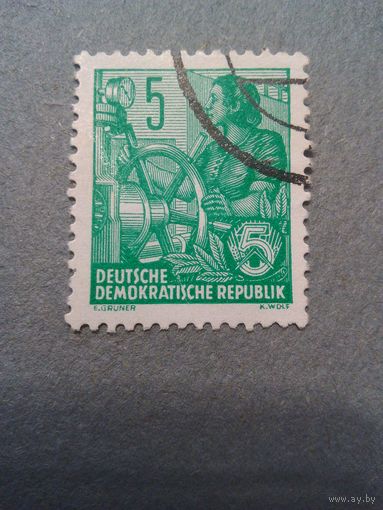 5
5
DEUTSCHE
DEMOKRATISCHE REPUBLIK
E.GRUNER K.WOLF
www.ay.by